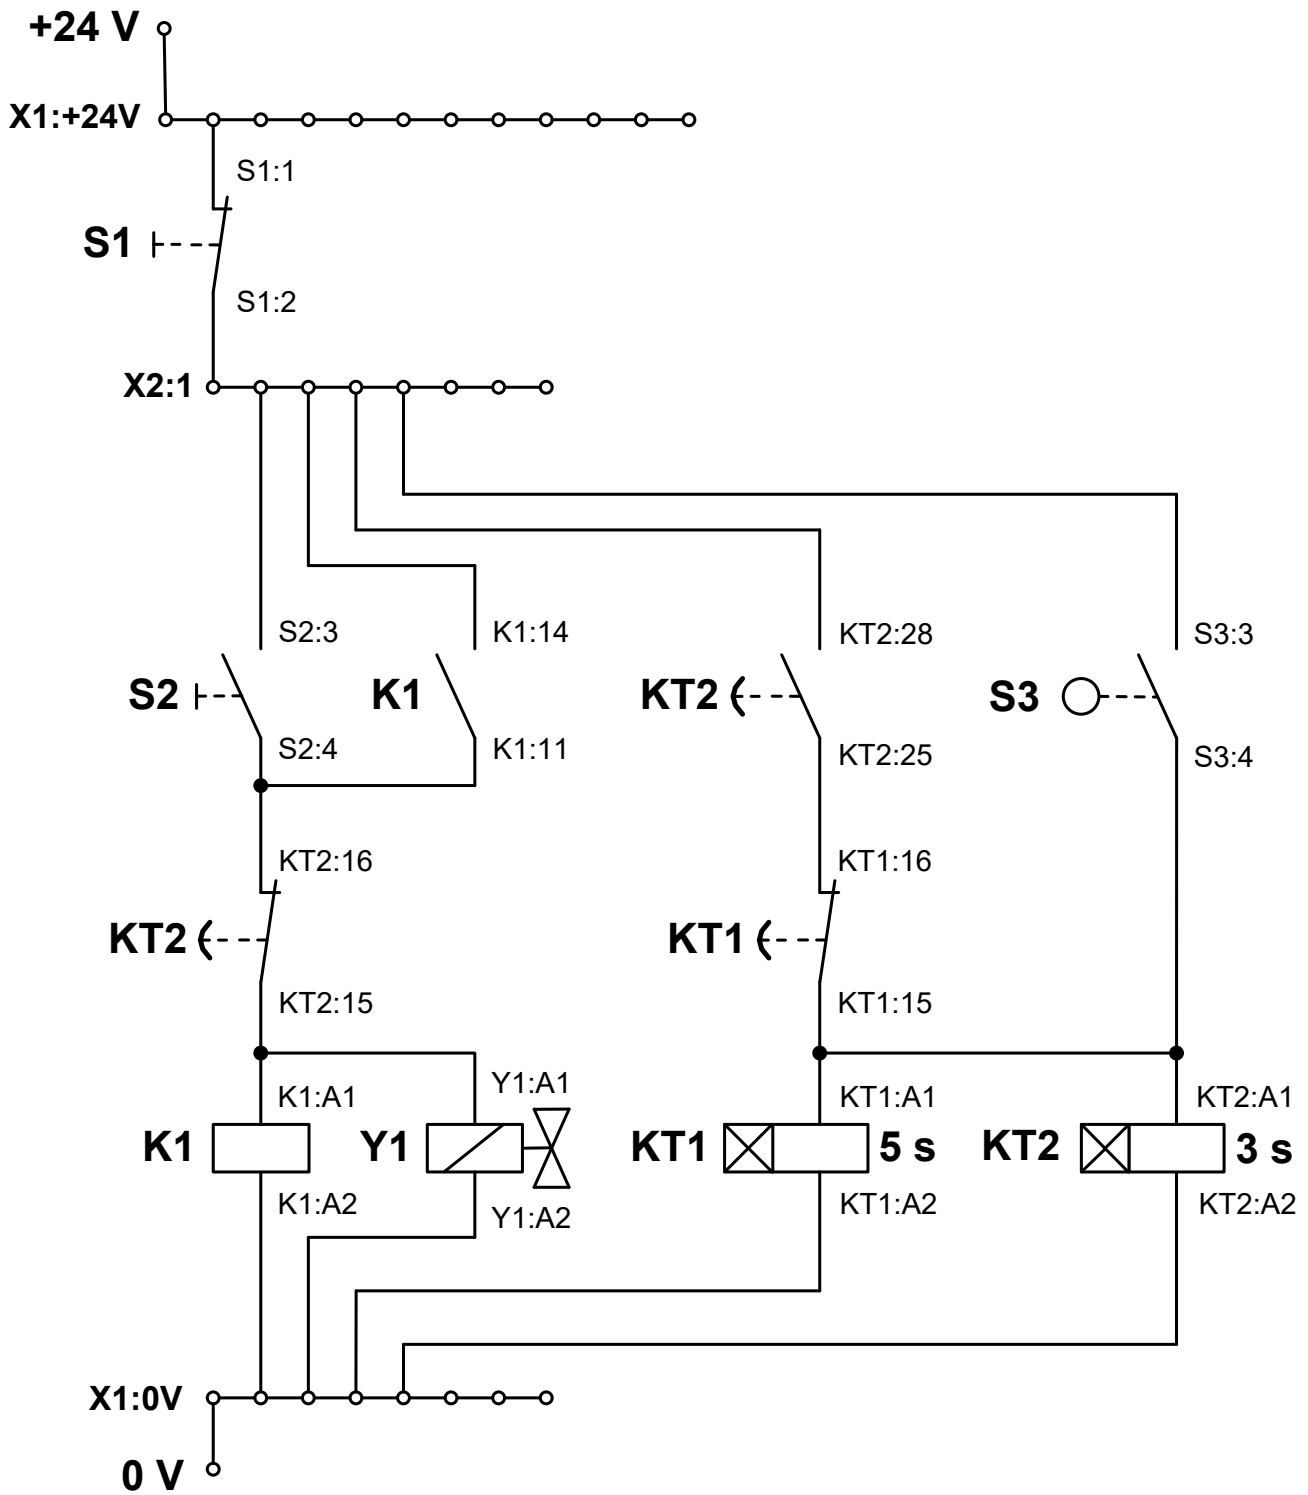 +24 V
X1:+24V
S1:1
S1
S1:2
X2:1
S2:3
K1:14
KT2:28
S3:3
S2
K1
KT2
S3
S2:4
K1:11
KT2:25
S3:4
KT2:16
KT1:16
KT2
KT1
KT2:15
KT1:15
K1:A1
Y1:A1
KT1:A1
KT2:A1
K1
Y1
KT1
5 s
KT2
3 s
K1:A2
Y1:A2
KT1:A2
KT2:A2
X1:0V
0 V